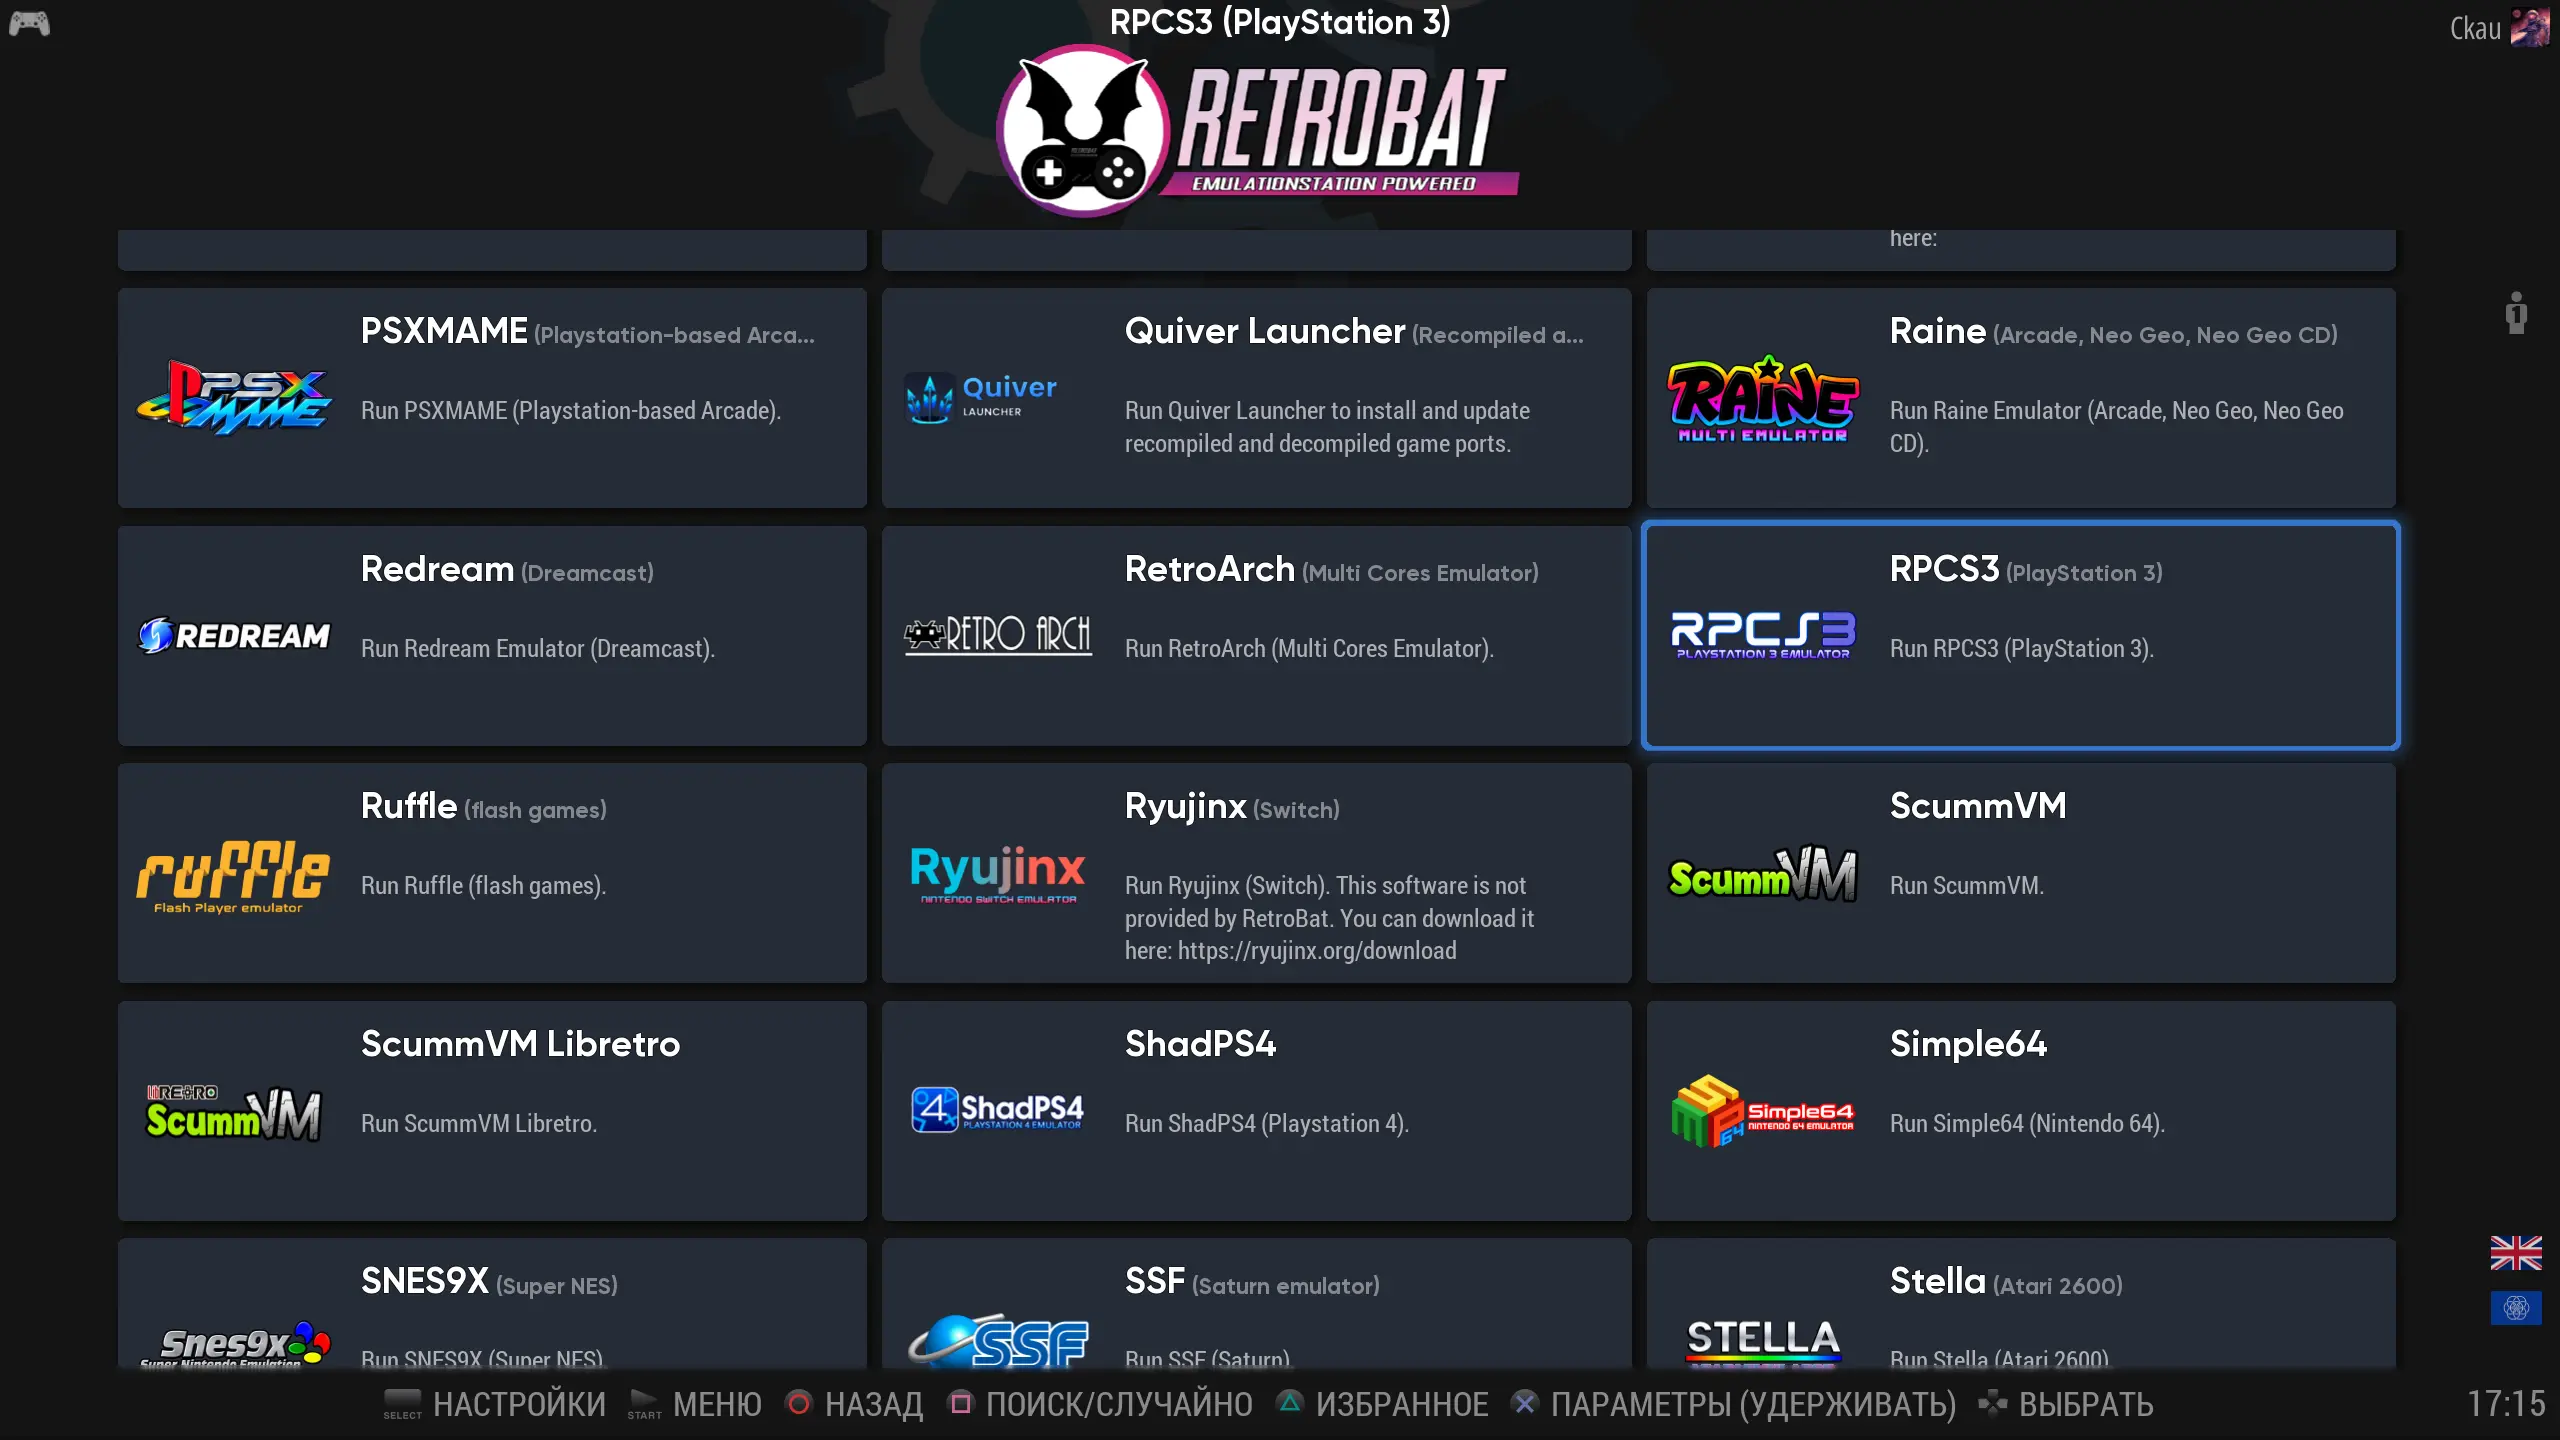 RPCS3 (PlayStation 3)
Ckau
RETROBAT
EMULATIONSTATION POWERED
here:
PSXMAME (Playstation-based Arca...
PSX
MAME
Run PSXMAME (Playstation-based Arcade).
Quiver Launcher (Recompiled a...
Quiver
LAUNCHER
Run Quiver Launcher to install and update
recompiled and decompiled game ports.
Raine (Arcade, Neo Geo, Neo Geo CD)
RAINE
MULTI EMULATOR
Run Raine Emulator (Arcade, Neo Geo, Neo Geo
CD).
1
Redream (Dreamcast)
REDREAM
Run Redream Emulator (Dreamcast).
RetroArch (Multi Cores Emulator)
RETRO ARCH
Run RetroArch (Multi Cores Emulator).
RPCS3 (PlayStation 3)
RPCS3
PLAYSTATION 3 EMULATOR
Run RPCS3 (PlayStation 3).
Ruffle (flash games)
ruffle
Flash Player emulator
Run Ruffle (flash games).
Ryujinx (Switch)
Ryujinx
NINTENDO SWITCH EMULATOR
Run Ryujinx (Switch). This software is not
provided by RetroBat. You can download it
here: https://ryujinx.org/download
ScummVM
ScummVM
Run ScummVM.
ScummVM Libretro
LIBRETRO
ScummVM
Run ScummVM Libretro.
ShadPS4
ShadPS4
PLAYSTATION 4 EMULATOR
Run ShadPS4 (Playstation 4).
Simple64
Simple64
NINTENDO 64 EMULATOR
Run Simple64 (Nintendo 64).
SNES9X (Super NES)
Snes9x
Super Nintendo Emulation
Run SNES9X (Super NES).
SSF (Saturn emulator)
SSF
Run SSF (Saturn).
Stella (Atari 2600)
STELLA
Run Stella (Atari 2600).
SELECT НАСТРОЙКИ START МЕНЮ НАЗАД ПОИСК/СЛУЧАЙНО ИЗБРАННОЕ ПАРАМЕТРЫ (УДЕРЖИВАТЬ) ВЫБРАТЬ
17:15